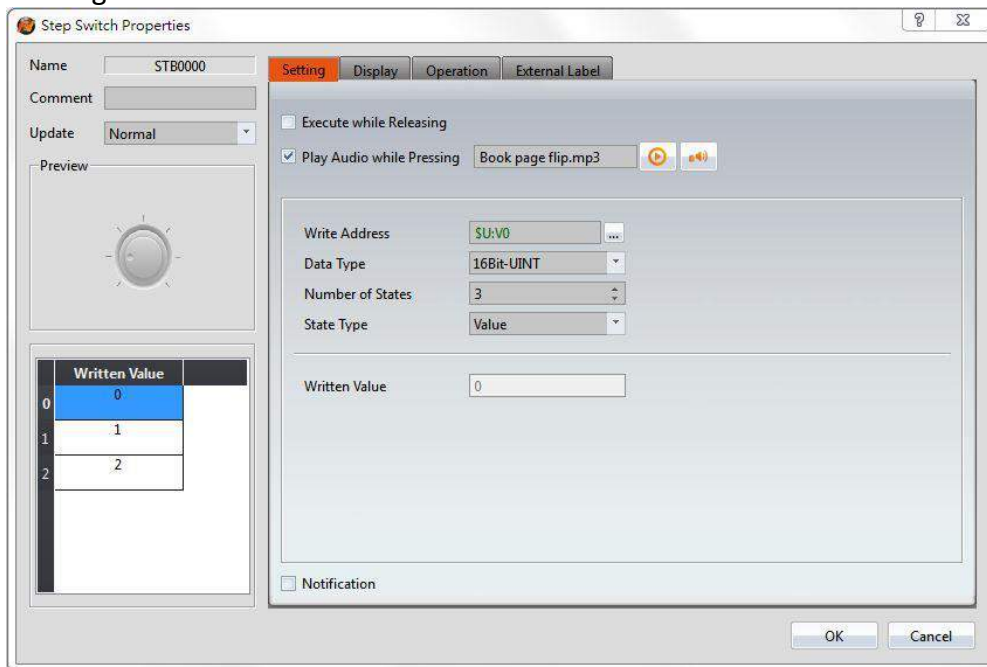 Step Switch Properties
Name STB0000
Comment
Update Normal
Preview
Written Value
0 0
1 1
2 2
Setting Display Operation External Label
Execute while Releasing
Play Audio while Pressing Book page flip.mp3
Write Address $U:V0 ...
Data Type 16Bit-UINT
Number of States 3
State Type Value
Written Value 0
Notification
OK Cancel